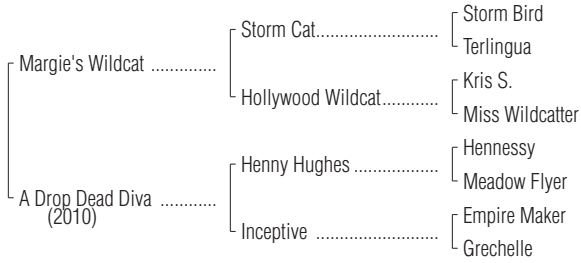 Storm Bird
Storm Cat..............................
Terlingua
Margie's Wildcat ..............
Kris S.
Hollywood Wildcat.............
Miss Wildcatter
Hennessy
Henny Hughes ...................
Meadow Flyer
A Drop Dead Diva ............
(2010)
Empire Maker
Inceptive ...........................
Grechelle